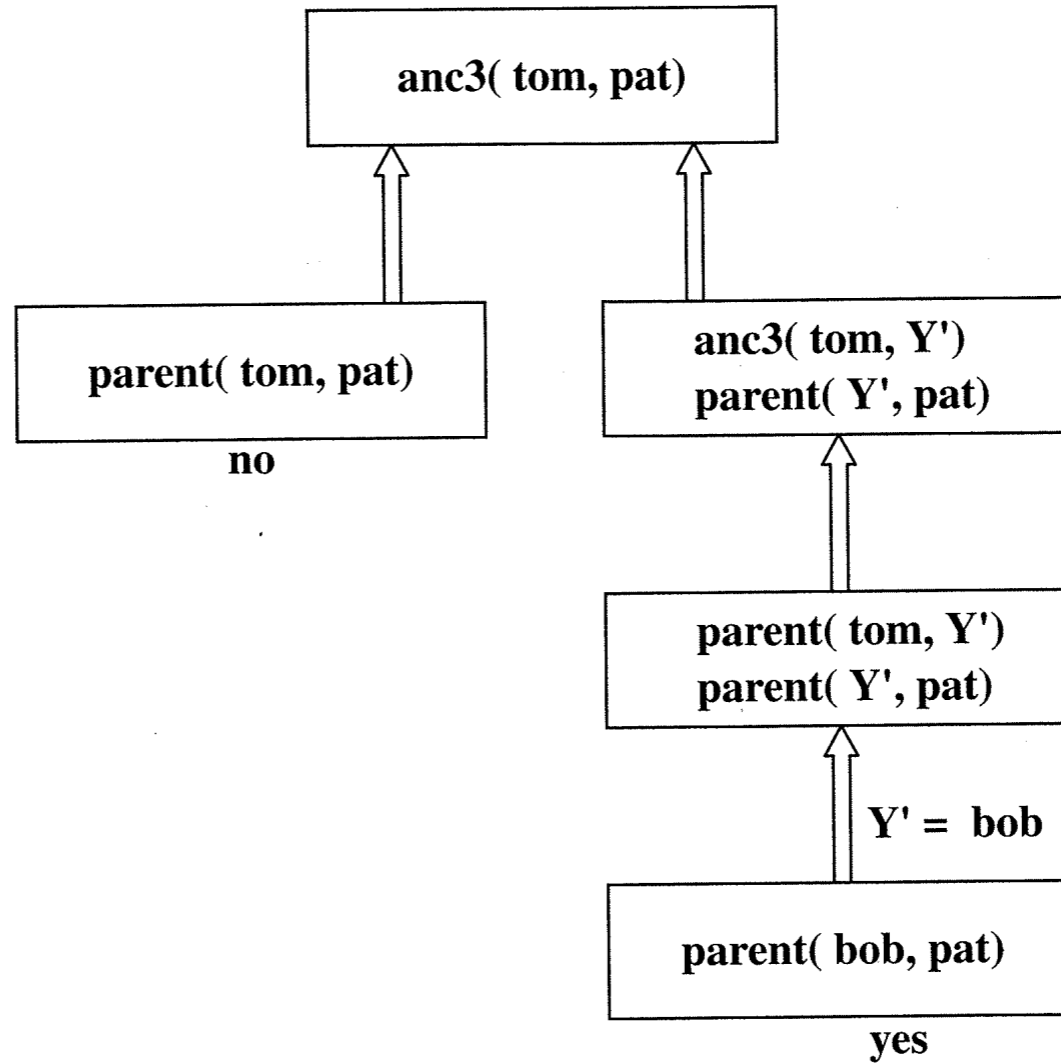 anc3( tom, pat)
parent( tom, pat)
no
anc3( tom, Y')
parent( Y', pat)
parent( tom, Y')
parent( Y', pat)
Y' = bob
parent( bob, pat)
yes